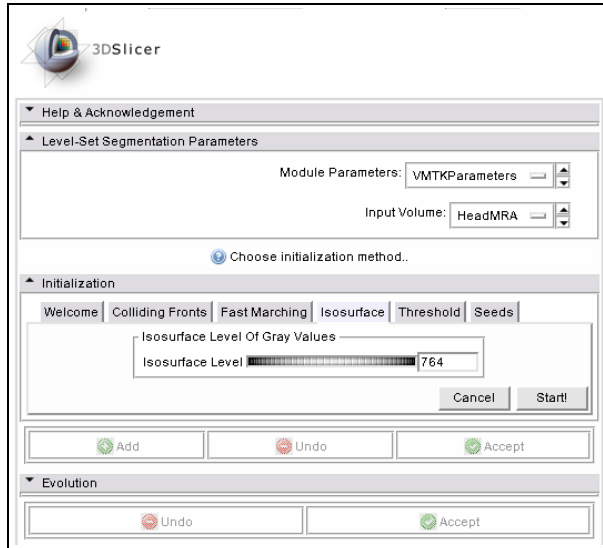 3DSlicer
Help & Acknowledgement
Level-Set Segmentation Parameters
Module Parameters: VMTKParameters
Input Volume: HeadMRA
Choose initialization method..
Initialization
Welcome Colliding Fronts Fast Marching Isosurface Threshold Seeds
Isosurface Level Of Gray Values
Isosurface Level 764
Cancel Start!
Add Undo Accept
Evolution
Undo Accept